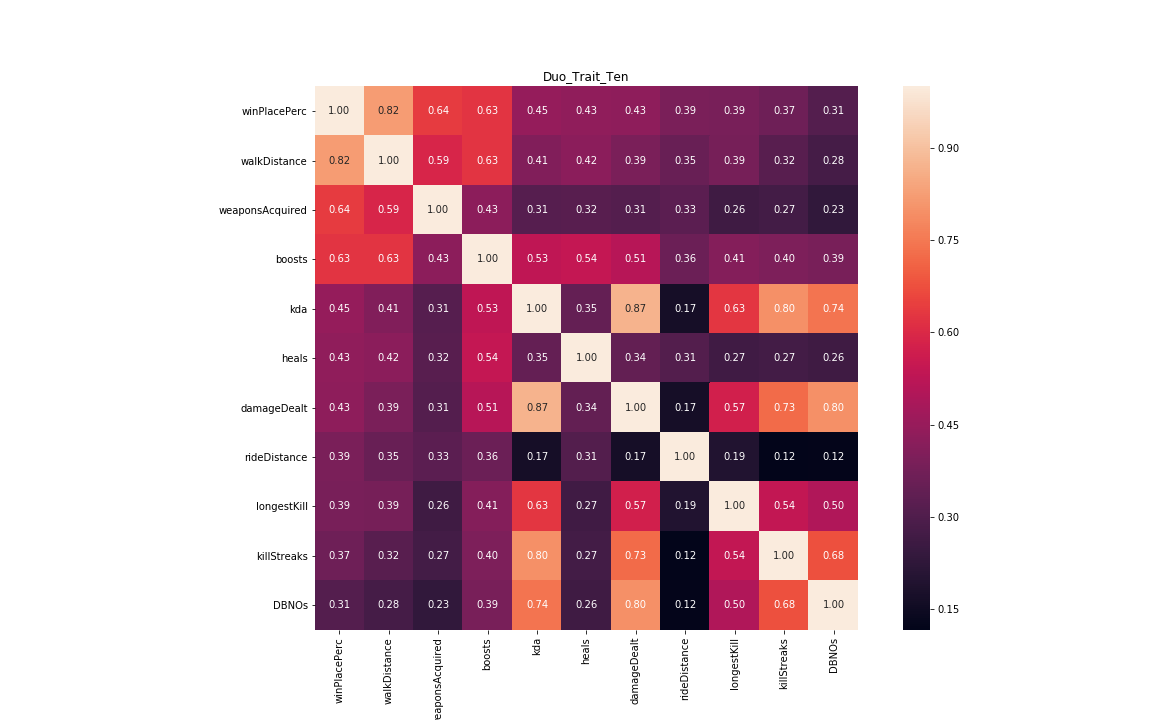 Duo_Trait_Ten
winPlacePerc 1.00 0.82 0.64 0.63 0.45 0.43 0.43 0.39 0.39 0.37 0.31
walkDistance 0.82 1.00 0.59 0.63 0.41 0.42 0.39 0.35 0.39 0.32 0.28
weaponsAcquired 0.64 0.59 1.00 0.43 0.31 0.32 0.31 0.33 0.26 0.27 0.23
boosts 0.63 0.63 0.43 1.00 0.53 0.54 0.51 0.36 0.41 0.40 0.39
kda 0.45 0.41 0.31 0.53 1.00 0.35 0.87 0.17 0.63 0.80 0.74
heals 0.43 0.42 0.32 0.54 0.35 1.00 0.34 0.31 0.27 0.27 0.26
damageDealt 0.43 0.39 0.31 0.51 0.87 0.34 1.00 0.17 0.57 0.73 0.80
rideDistance 0.39 0.35 0.33 0.36 0.17 0.31 0.17 1.00 0.19 0.12 0.12
longestKill 0.39 0.39 0.26 0.41 0.63 0.27 0.57 0.19 1.00 0.54 0.50
killStreaks 0.37 0.32 0.27 0.40 0.80 0.27 0.73 0.12 0.54 1.00 0.68
DBNOs 0.31 0.28 0.23 0.39 0.74 0.26 0.80 0.12 0.50 0.68 1.00
winPlacePerc
walkDistance
eaponsAcquired
boosts
kda
heals
damageDealt
rideDistance
longestKill
killStreaks
DBNOs
0.90
0.75
0.60
0.45
0.30
0.15